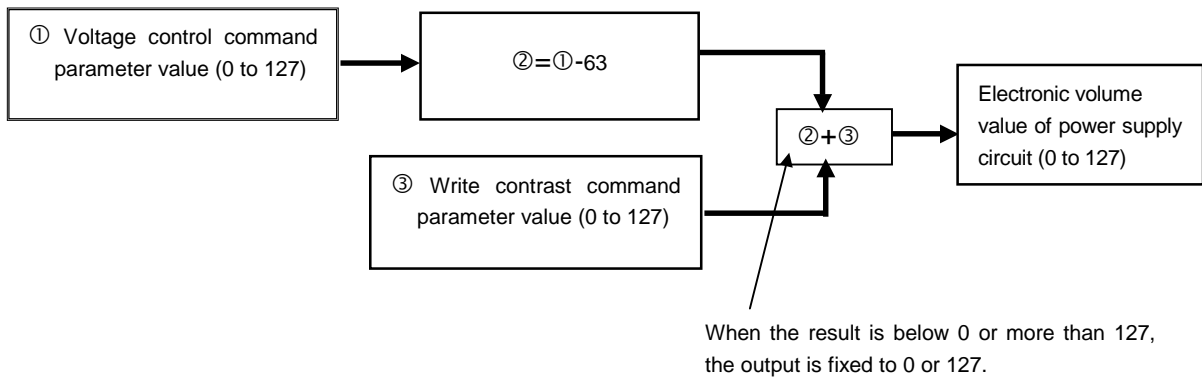 ① Voltage control command
parameter value (0 to 127)
②=①-63
②+③
Electronic volume
value of power supply
circuit (0 to 127)
③ Write contrast command
parameter value (0 to 127)
When the result is below 0 or more than 127,
the output is fixed to 0 or 127.